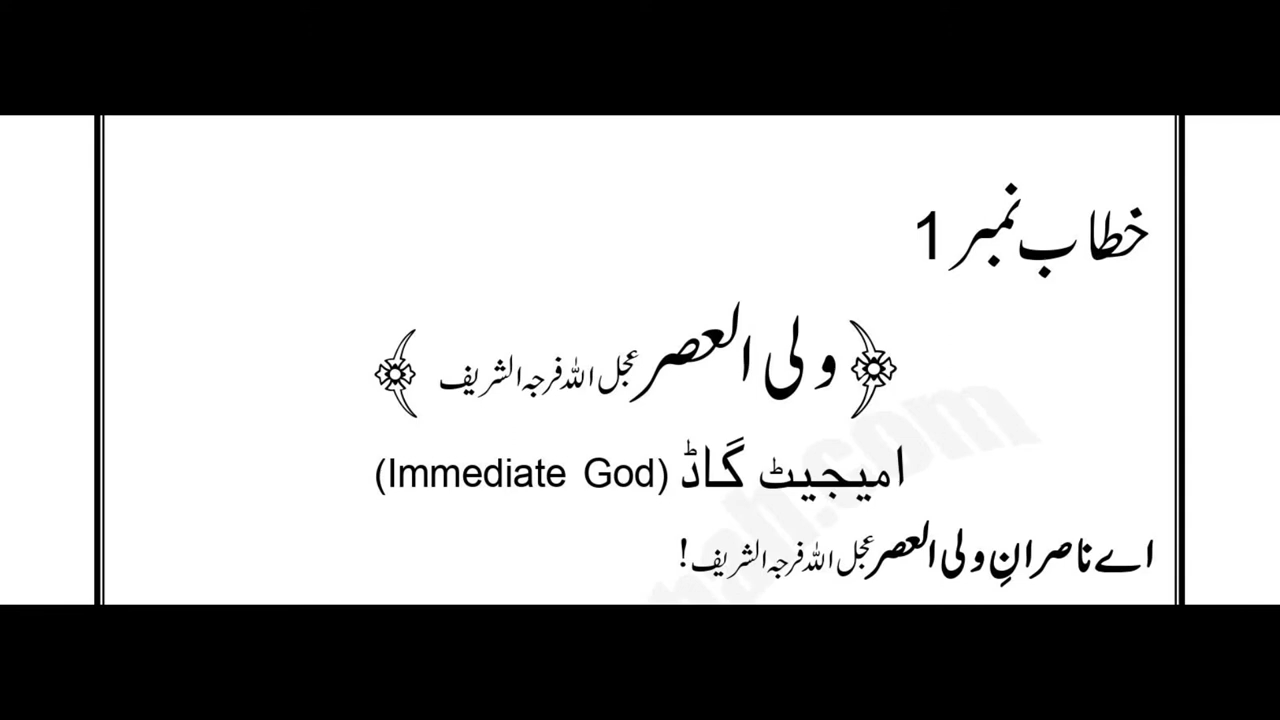 خطاب نمبر 1
﴿ولی العصر عجل اللہ فرجہ الشریف﴾
امیجیٹ گاڈ (Immediate God)
اے ناصرانِ ولی العصر عجل اللہ فرجہ الشریف!